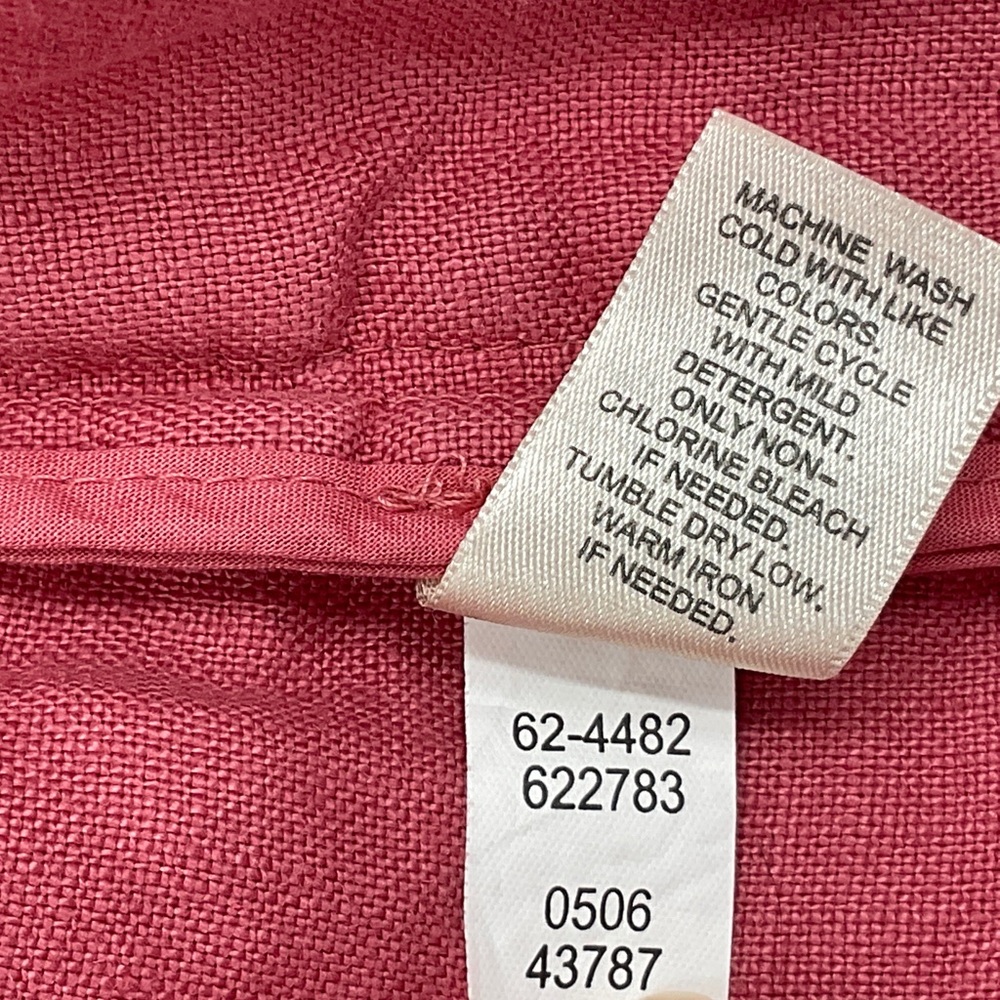 MACHINE WASH
COLD WITH LIKE
COLORS.
GENTLE CYCLE
WITH MILD
DETERGENT.
ONLY NON–
CHLORINE BLEACH
IF NEEDED.
TUMBLE DRY LOW.
WARM IRON
IF NEEDED.
62-4482
622783
0506
43787